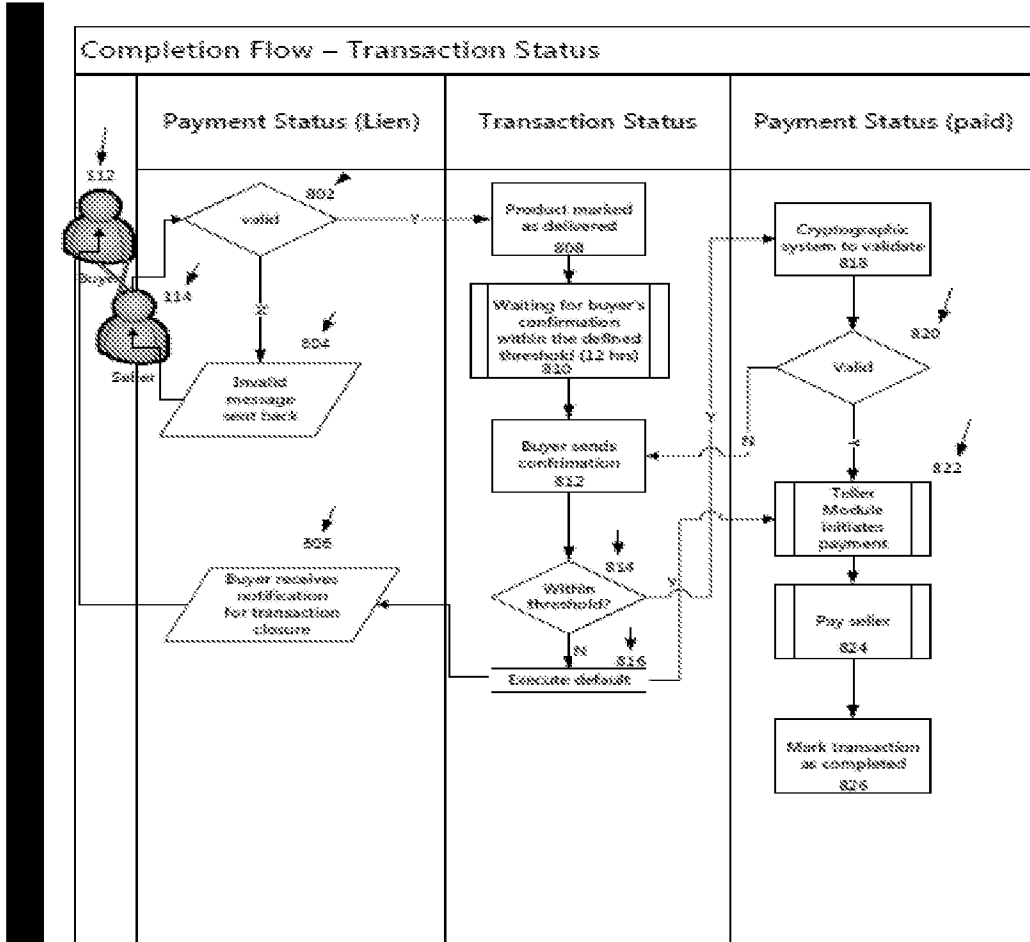 Completion Flow – Transaction Status
Payment Status (Lien)
Transaction Status
Payment Status (paid)
112
Buyer
114
Seller
802
valid
Y
N
804
Invalid
message
sent back
806
Buyer receives
notification
for transaction
closure
Product marked
as delivered
808
Waiting for buyer's
confirmation
within the defined
threshold (12 hrs)
810
Buyer sends
confrimation
812
814
Within
threshold?
Y
N
816
Execute default
Y
Cryptographic
system to validate
818
820
Valid
N
Y
822
Teller
Module
initiates
payment
Pay seller
824
Mark transaction
as completed
826